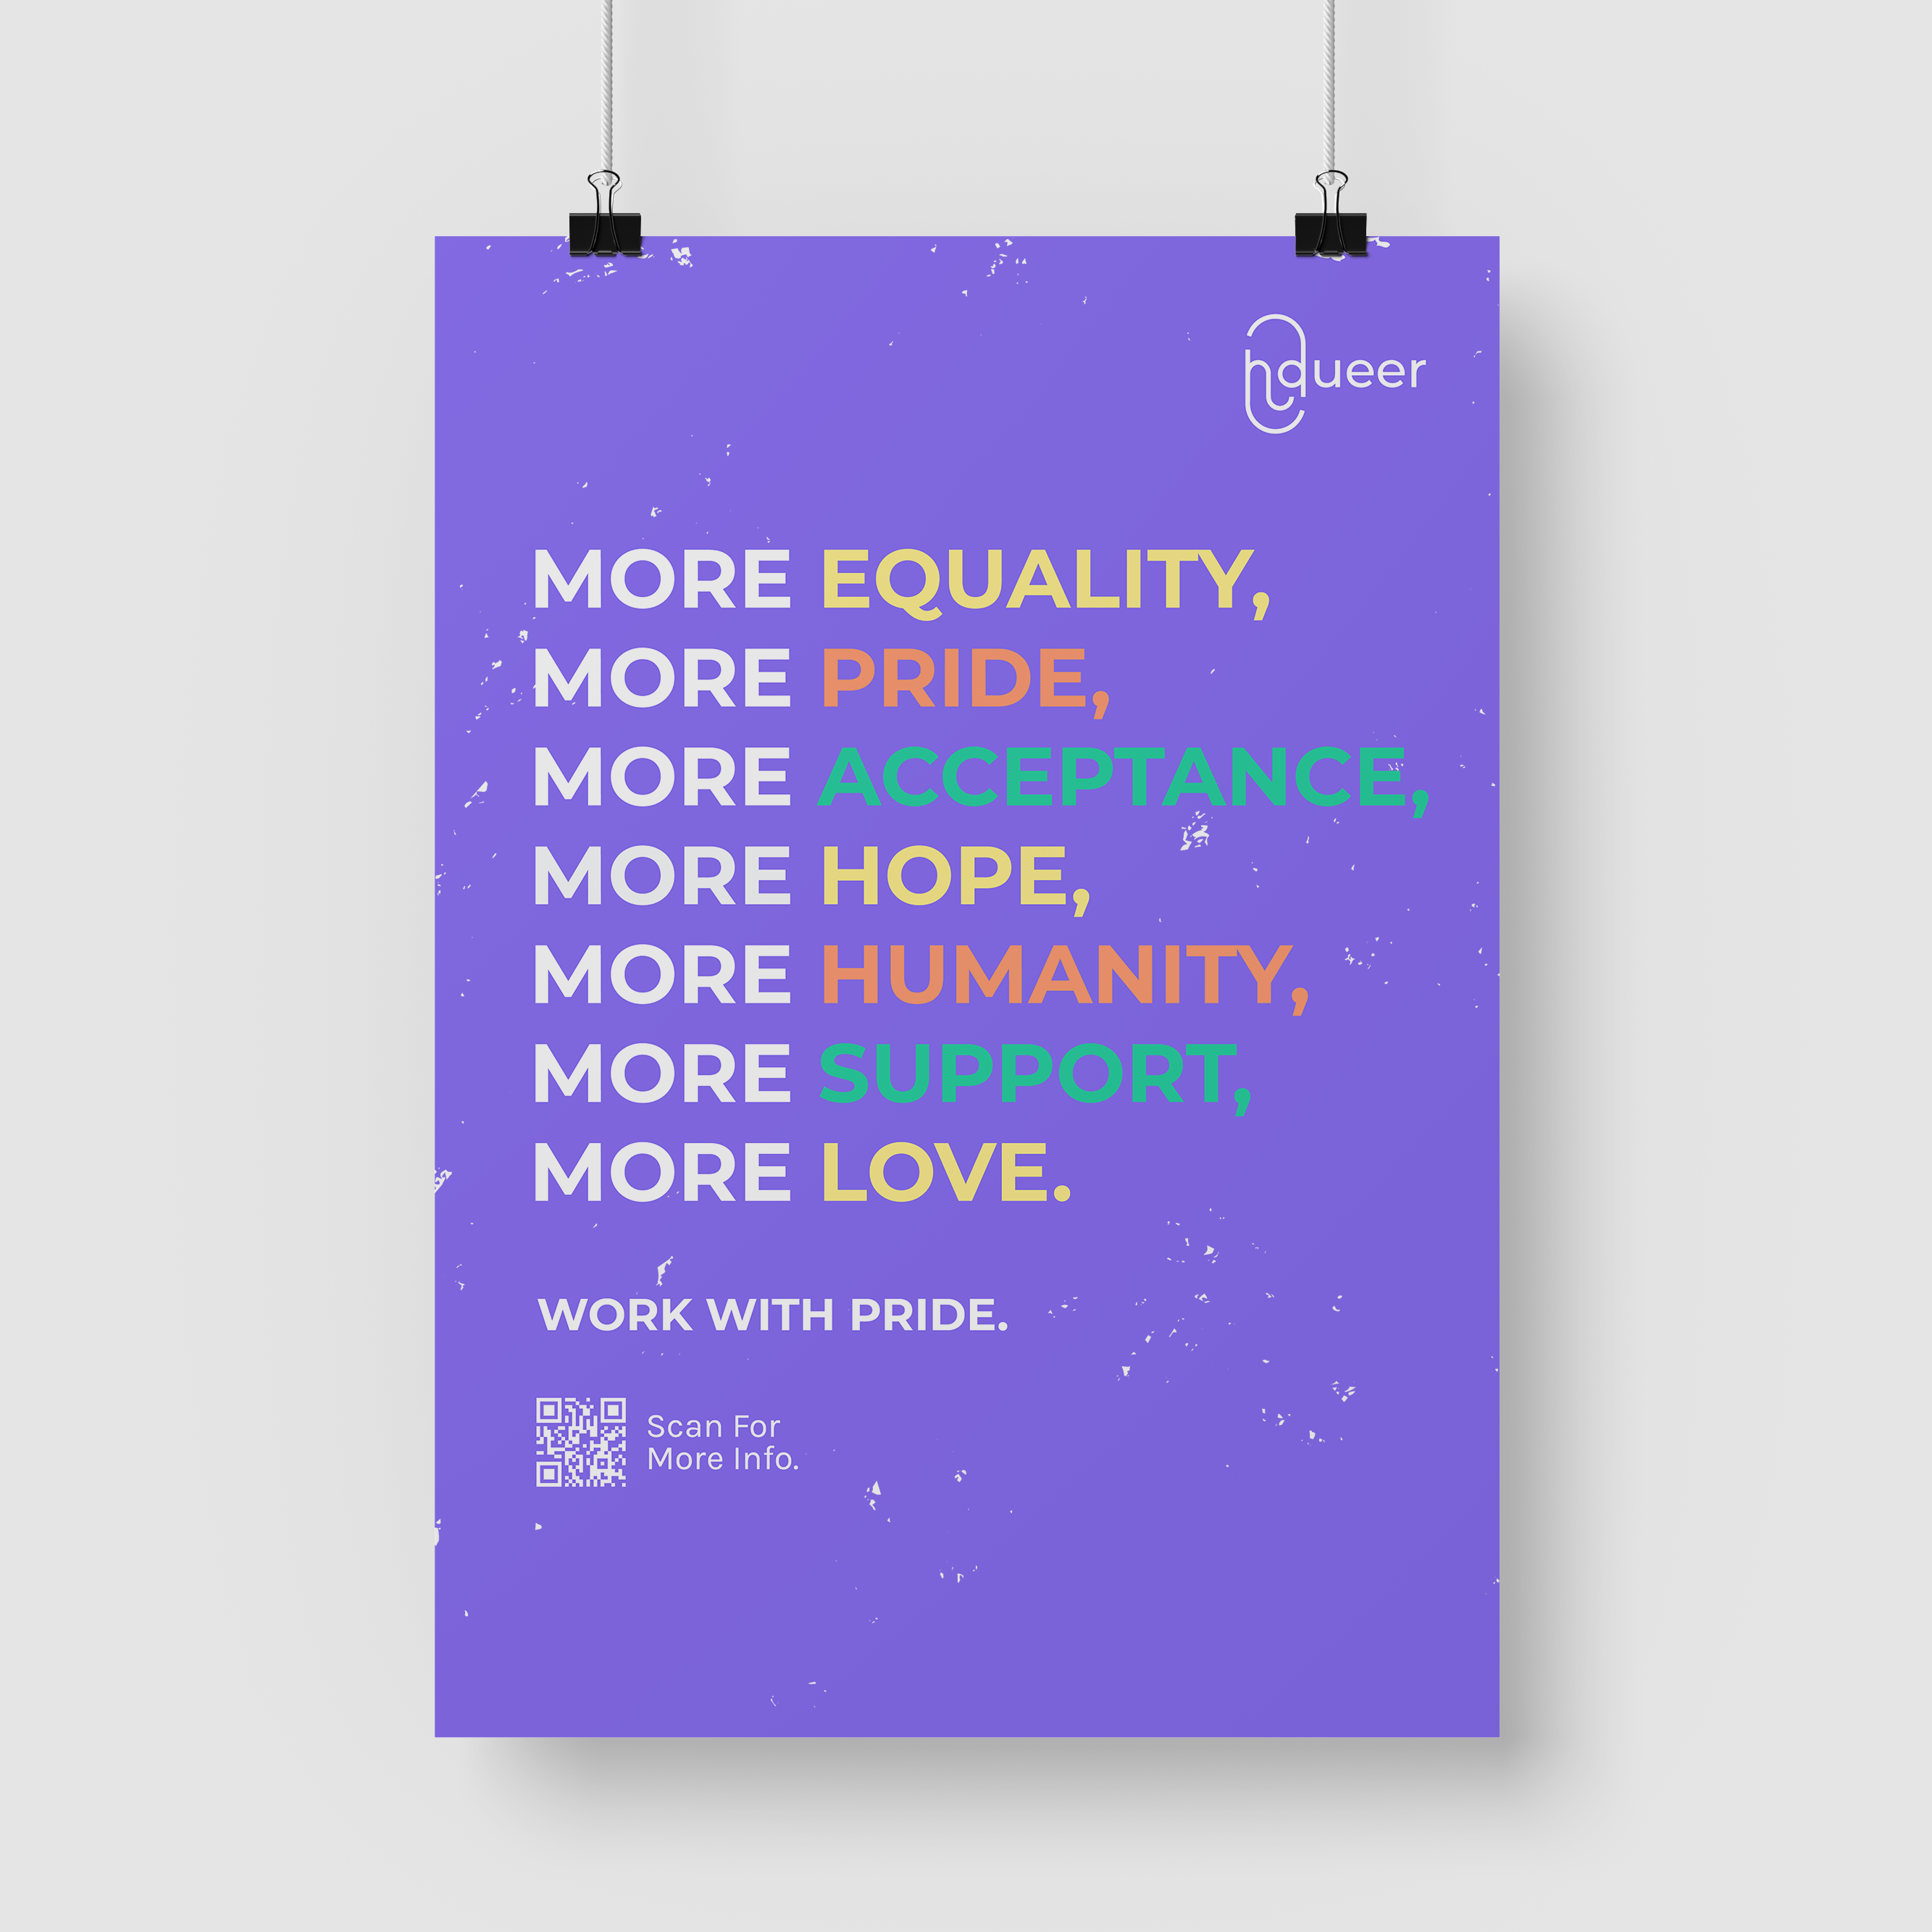 hqueer
MORE EQUALITY,
MORE PRIDE,
MORE ACCEPTANCE,
MORE HOPE,
MORE HUMANITY,
MORE SUPPORT,
MORE LOVE.
WORK WITH PRIDE.
Scan For
More Info.